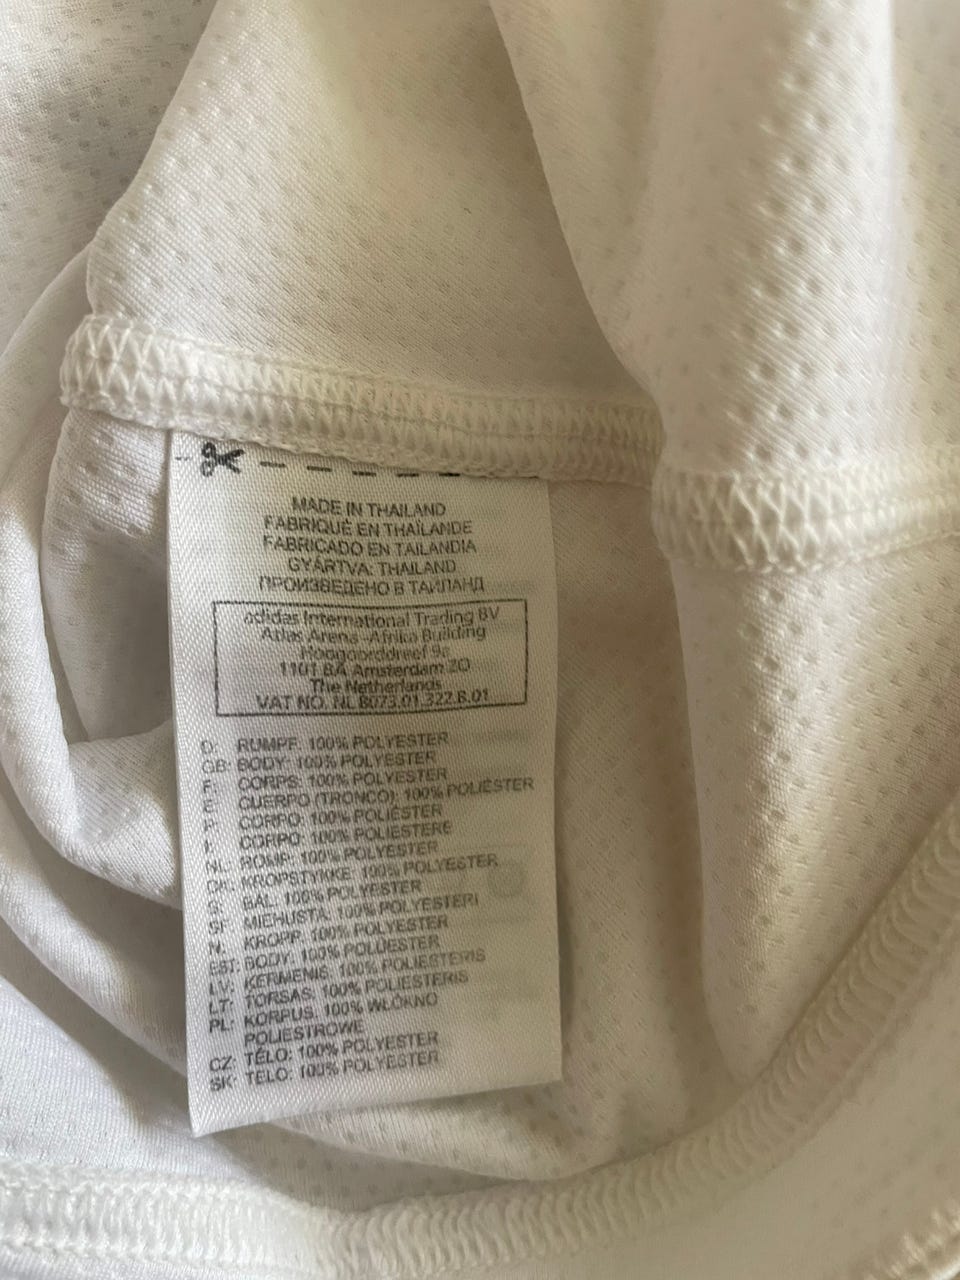 MADE IN THAILAND
FABRIQUÉ EN THAÏLANDE
FABRICADO EN TAILANDIA
GYÁRTVA: THAILAND
ПРОИЗВЕДЕНО В ТАИЛАНД
adidas International Trading BV
Atlas Arena -Afrika Building
Hoogoorddreef 9a
1101 BA Amsterdam ZO
The Netherlands
VAT NO. NL 8073.01.322.B.01
D: RUMPF: 100% POLYESTER
GB: BODY: 100% POLYESTER
F: CORPS: 100% POLYESTER
E: CUERPO (TRONCO): 100% POLIÉSTER
P: CORPO: 100% POLIÉSTER
I: CORPO: 100% POLIESTERE
NL: ROMP: 100% POLYESTER
DK: KROPSTYKKE: 100% POLYESTER
S: BÅL: 100% POLYESTER
SF: MIEHUSTA: 100% POLYESTERI
N: KROPP: 100% POLYESTER
EST: BODY: 100% POLÜESTER
LV: ĶERMENIS: 100% POLIESTERIS
LT: TORSAS: 100% POLIESTERIS
PL: KORPUS: 100% WŁÓKNO
POLIESTROWE
CZ: TĚLO: 100% POLYESTER
SK: TELO: 100% POLYESTER